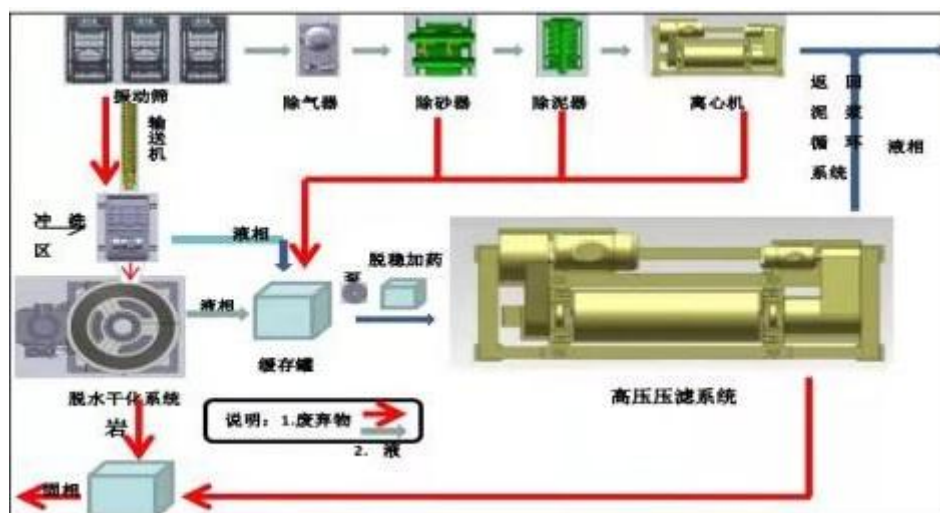 振动筛
除气器
除砂器
除泥器
离心机
返回
泥浆
循环
系统
液相
输送机
冲洗
区
液相
泵
脱稳加药
液相
缓存罐
脱水干化系统
高压压滤系统
岩
说明：1.废弃物
2. 液
固相